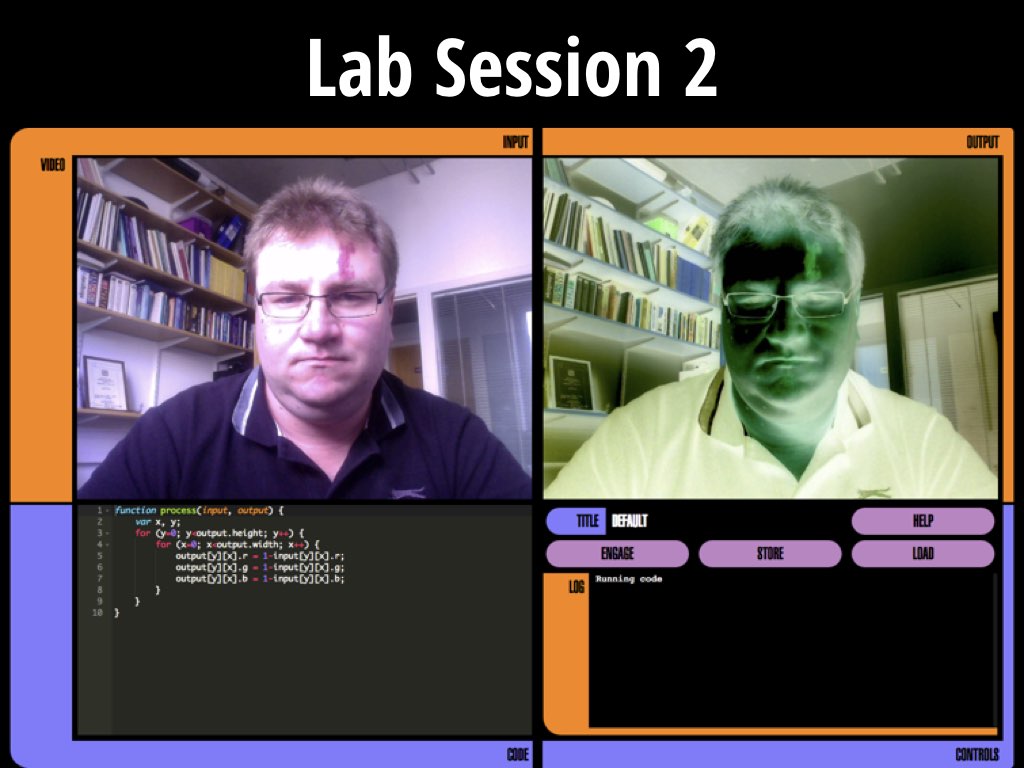 Lab Session 2
INPUT
OUTPUT
VIDEO
1 function process(input, output) {
2 var x, y;
3 for (y=0; y<output.height; y++) {
4 for (x=0; x<output.width; x++) {
5 output[y][x].r = 1-input[y][x].r;
6 output[y][x].g = 1-input[y][x].g;
7 output[y][x].b = 1-input[y][x].b;
8 }
9 }
10 }
TITLE DEFAULT HELP
ENGAGE STORE LOAD
LOG Running code
CODE
CONTROLS